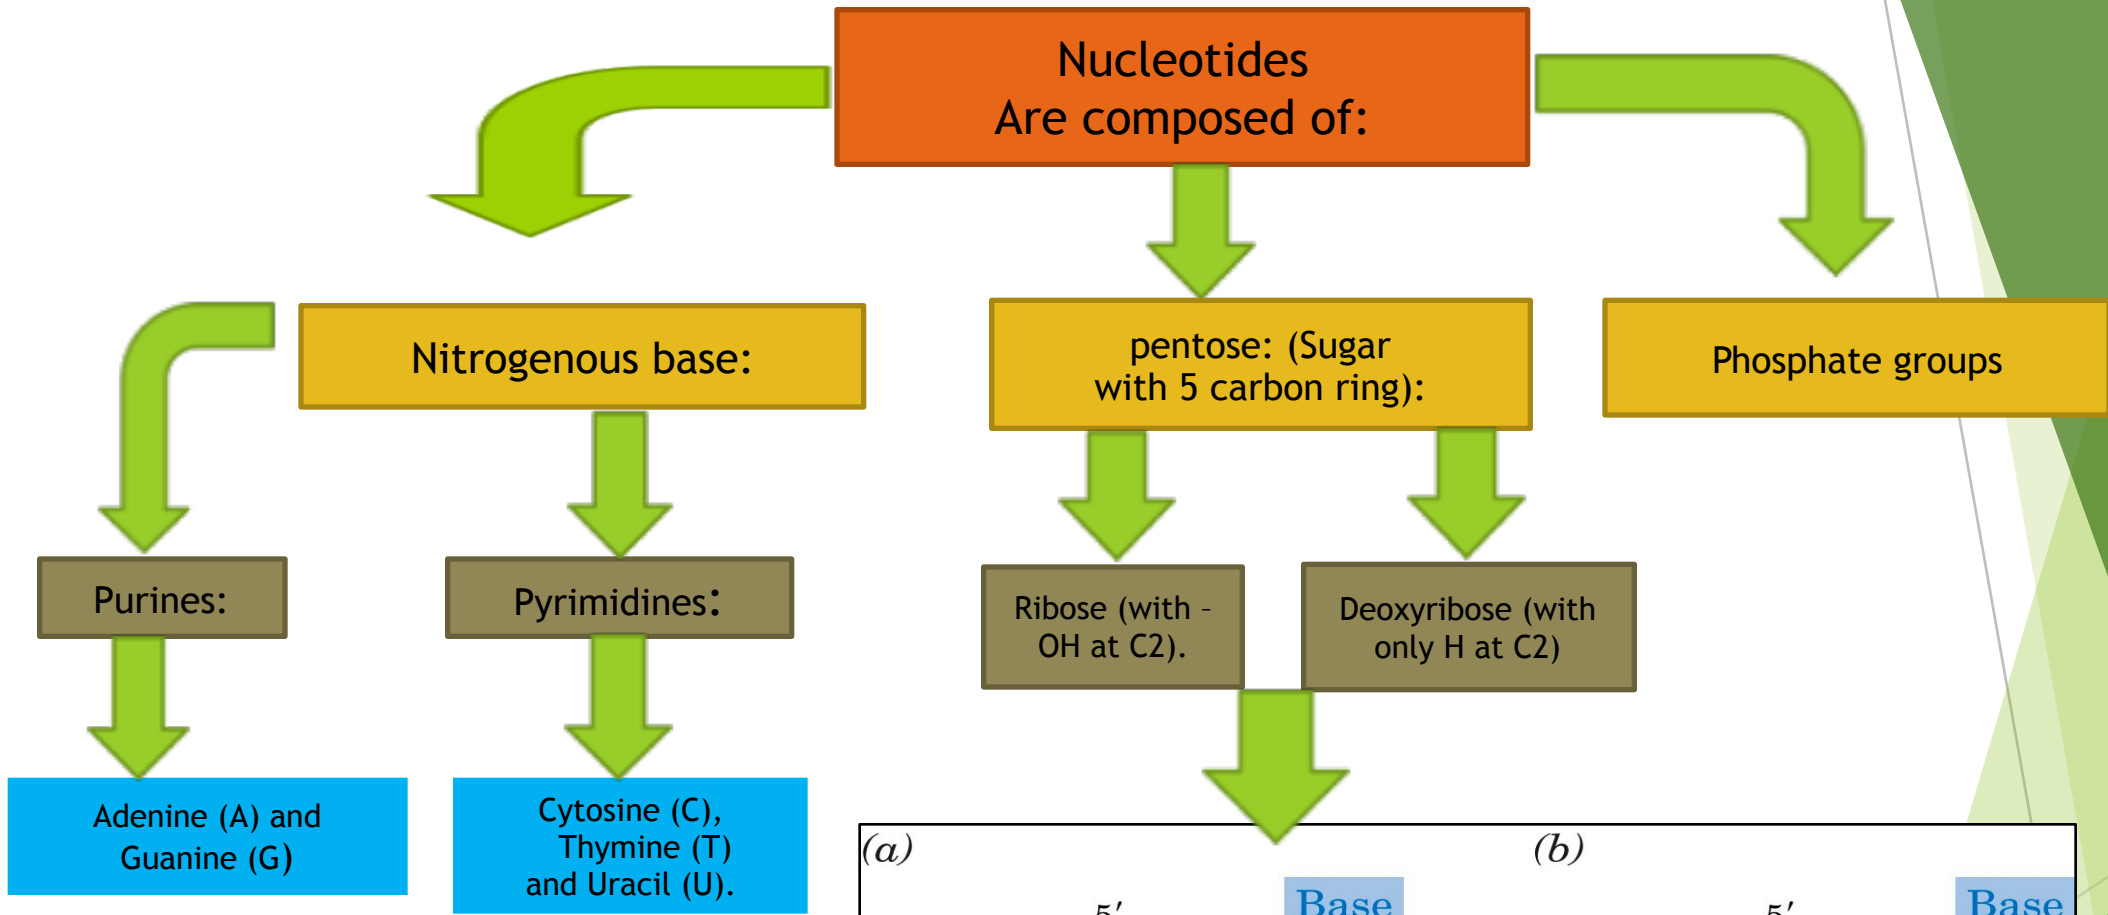 Nucleotides
Are composed of:
Nitrogenous base:
pentose: (Sugar
with 5 carbon ring):
Phosphate groups
Purines:
Pyrimidines:
Ribose (with –
OH at C2).
Deoxyribose (with
only H at C2)
Adenine (A) and
Guanine (G)
Cytosine (C),
Thymine (T)
and Uracil (U).
(a)
(b)
5′
Base
5′
Base